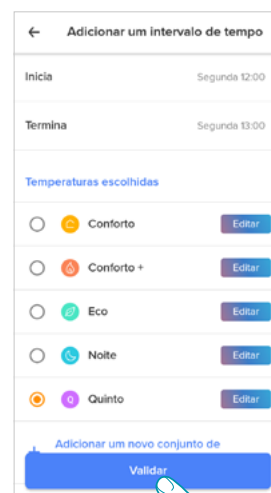 Adicionar um intervalo de tempo
Inicia Segunda 12:00
Termina Segunda 13:00
Temperaturas escolhidas
Conforto Editar
Conforto + Editar
Eco Editar
Noite Editar
Q Quinto Editar
+ Adicionar um novo conjunto de
Validar